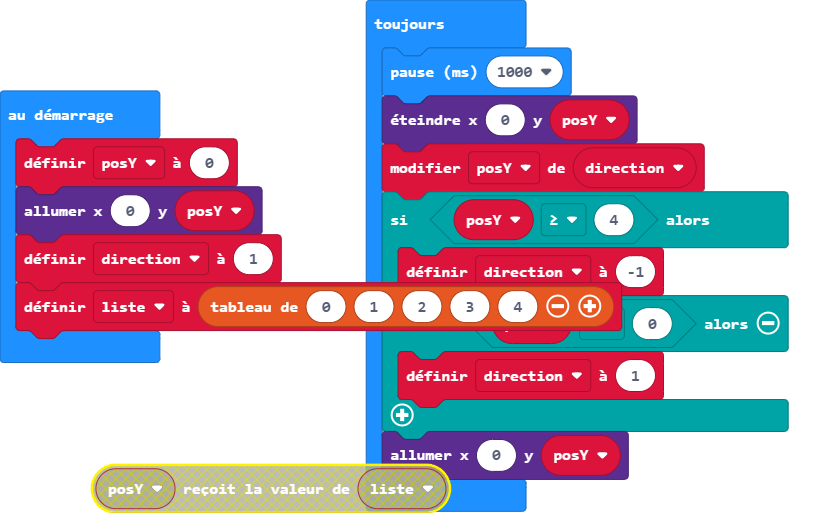 au démarrage
définir posY à 0
allumer x 0 y posY
définir direction à 1
définir liste à tableau de 0 1 2 3 4
toujours
pause (ms) 1000
éteindre x 0 y posY
modifier posY de direction
si posY ≥ 4 alors
définir direction à -1
0 alors
définir direction à 1
allumer x 0 y posY
posY reçoit la valeur de liste